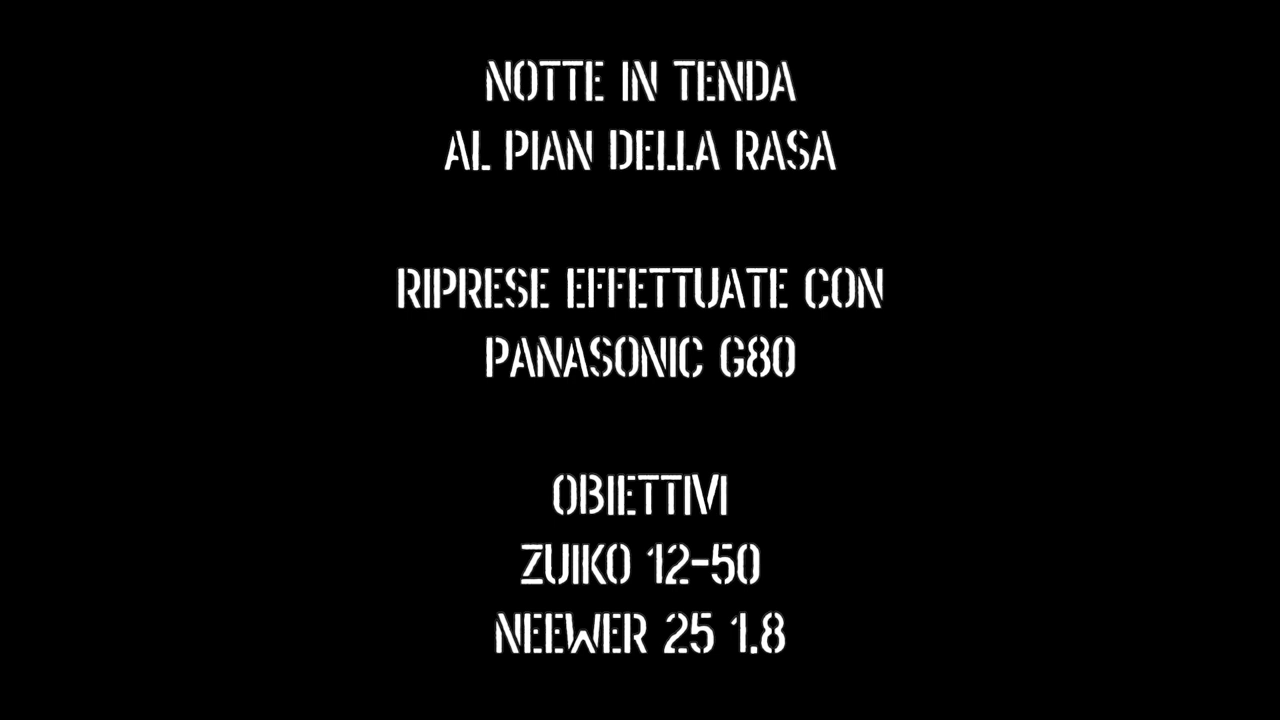 NOTTE IN TENDA
AL PIAN DELLA RASA
RIPRESE EFFETTUATE CON
PANASONIC G80
OBIETTIVI
ZUIKO 12-50
NEEWER 25 1.8